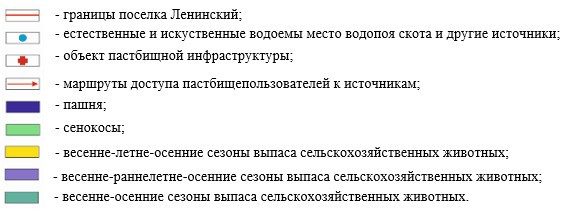 - границы поселка Ленинский;
- естественные и искуственные водоемы место водопоя скота и другие источники;
- объект пастбищной инфраструктуры;
- маршруты доступа пастбищепользователей к источникам;
- пашня;
- сенокосы;
- весенне-летне-осенние сезоны выпаса сельскохозяйственных животных;
- весенне-раннелетне-осенние сезоны выпаса сельскохозяйственных животных;
- весенне-осенние сезоны выпаса сельскохозяйственных животных.